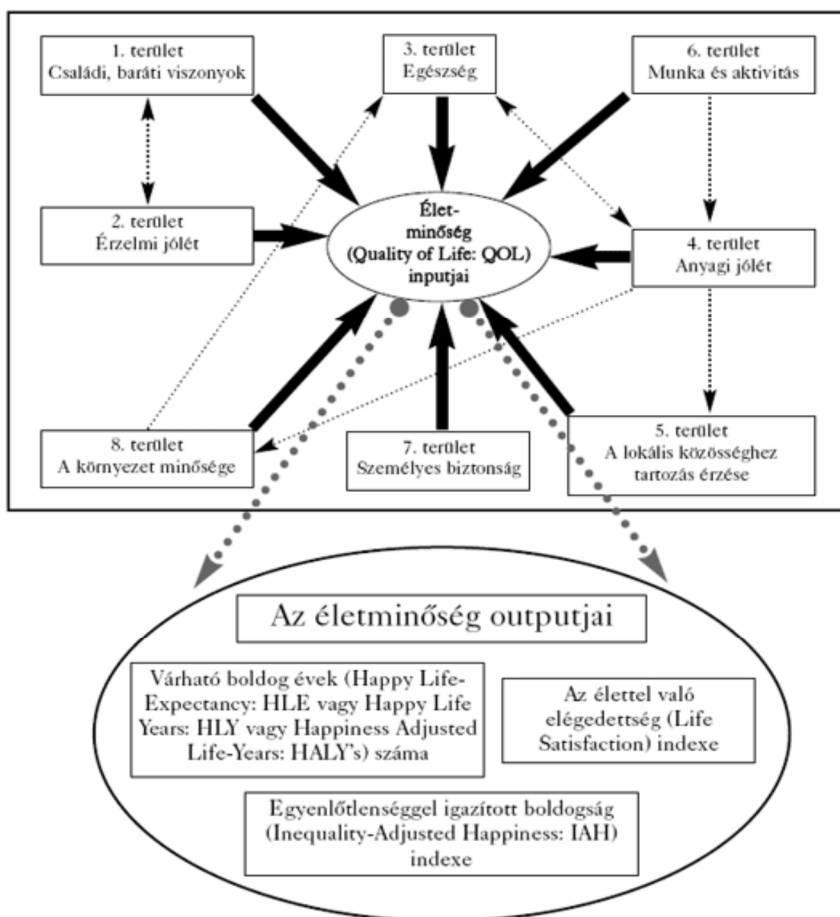 1. terület
Családi, baráti viszonyok
3. terület
Egészség
6. terület
Munka és aktivitás
2. terület
Érzelmi jólét
Élet-
minőség
(Quality of Life: QOL)
inputjai
4. terület
Anyagi jólét
8. terület
A környezet minősége
7. terület
Személyes biztonság
5. terület
A lokális közösséghez
tartozás érzése
Az életminőség outputjai
Várható boldog évek (Happy Life-
Expectancy: HLE vagy Happy Life
Years: HLY vagy Happiness Adjusted
Life-Years: HALY's) száma
Az élettel való
elégedettség (Life
Satisfaction) indexe
Egyenlőtlenséggel igazított boldogság
(Inequality-Adjusted Happiness: IAH)
indexe